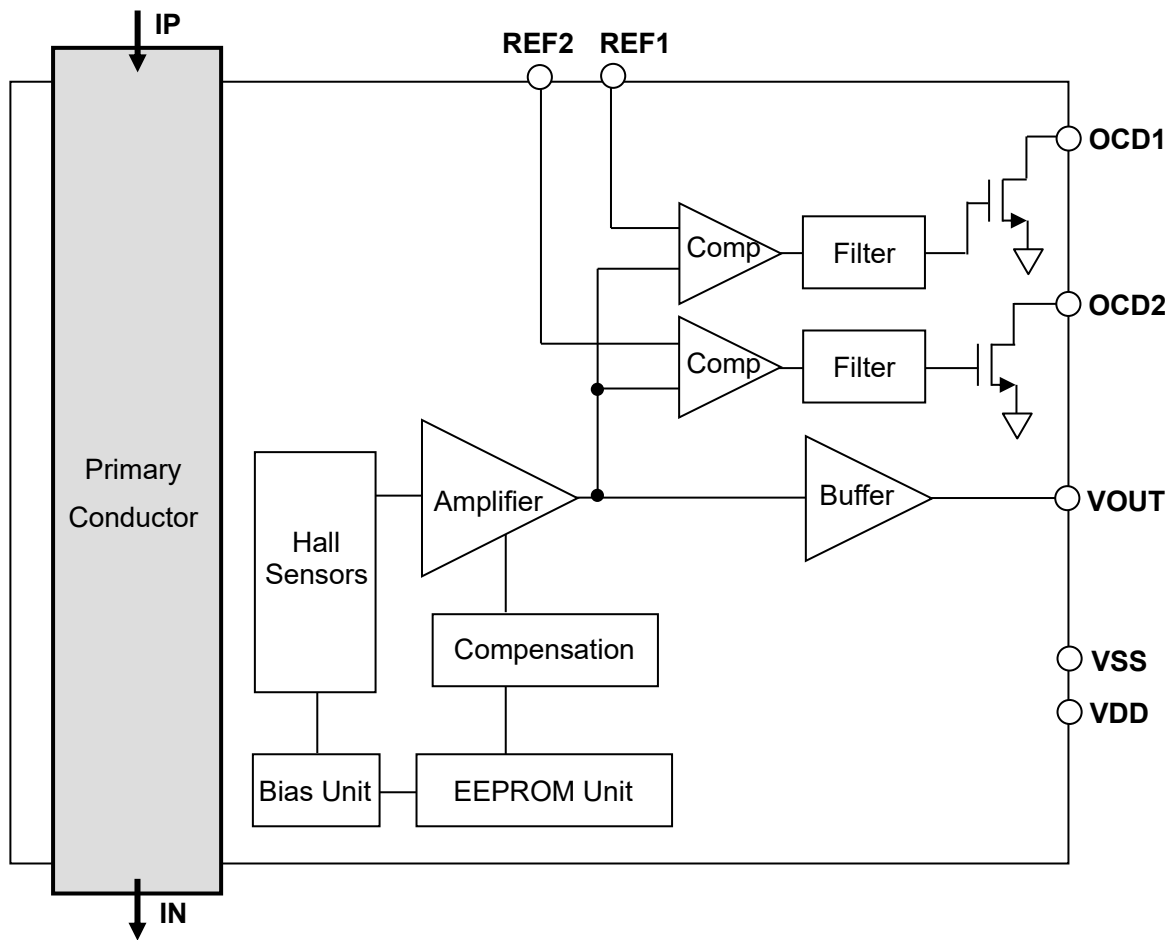 IP
REF2
REF1
OCD1
Comp
Filter
OCD2
Comp
Filter
Primary
Conductor
Hall
Sensors
Amplifier
Buffer
VOUT
Compensation
VSS
VDD
Bias Unit
EEPROM Unit
IN